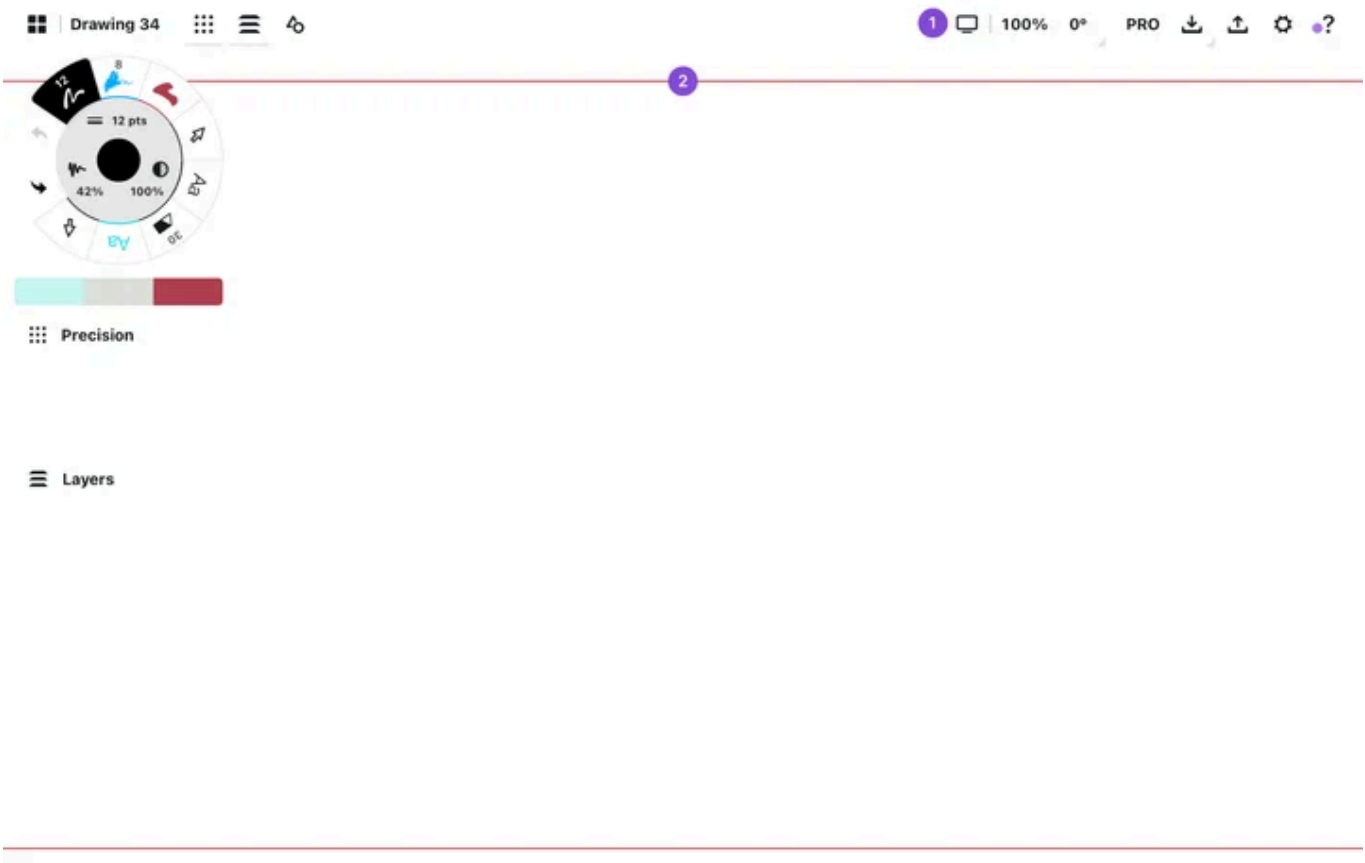 Drawing 34
1
100% 0° PRO ?
2
12
8
12 pts
42% 100%
Aa
30
Aa
Precision
Layers